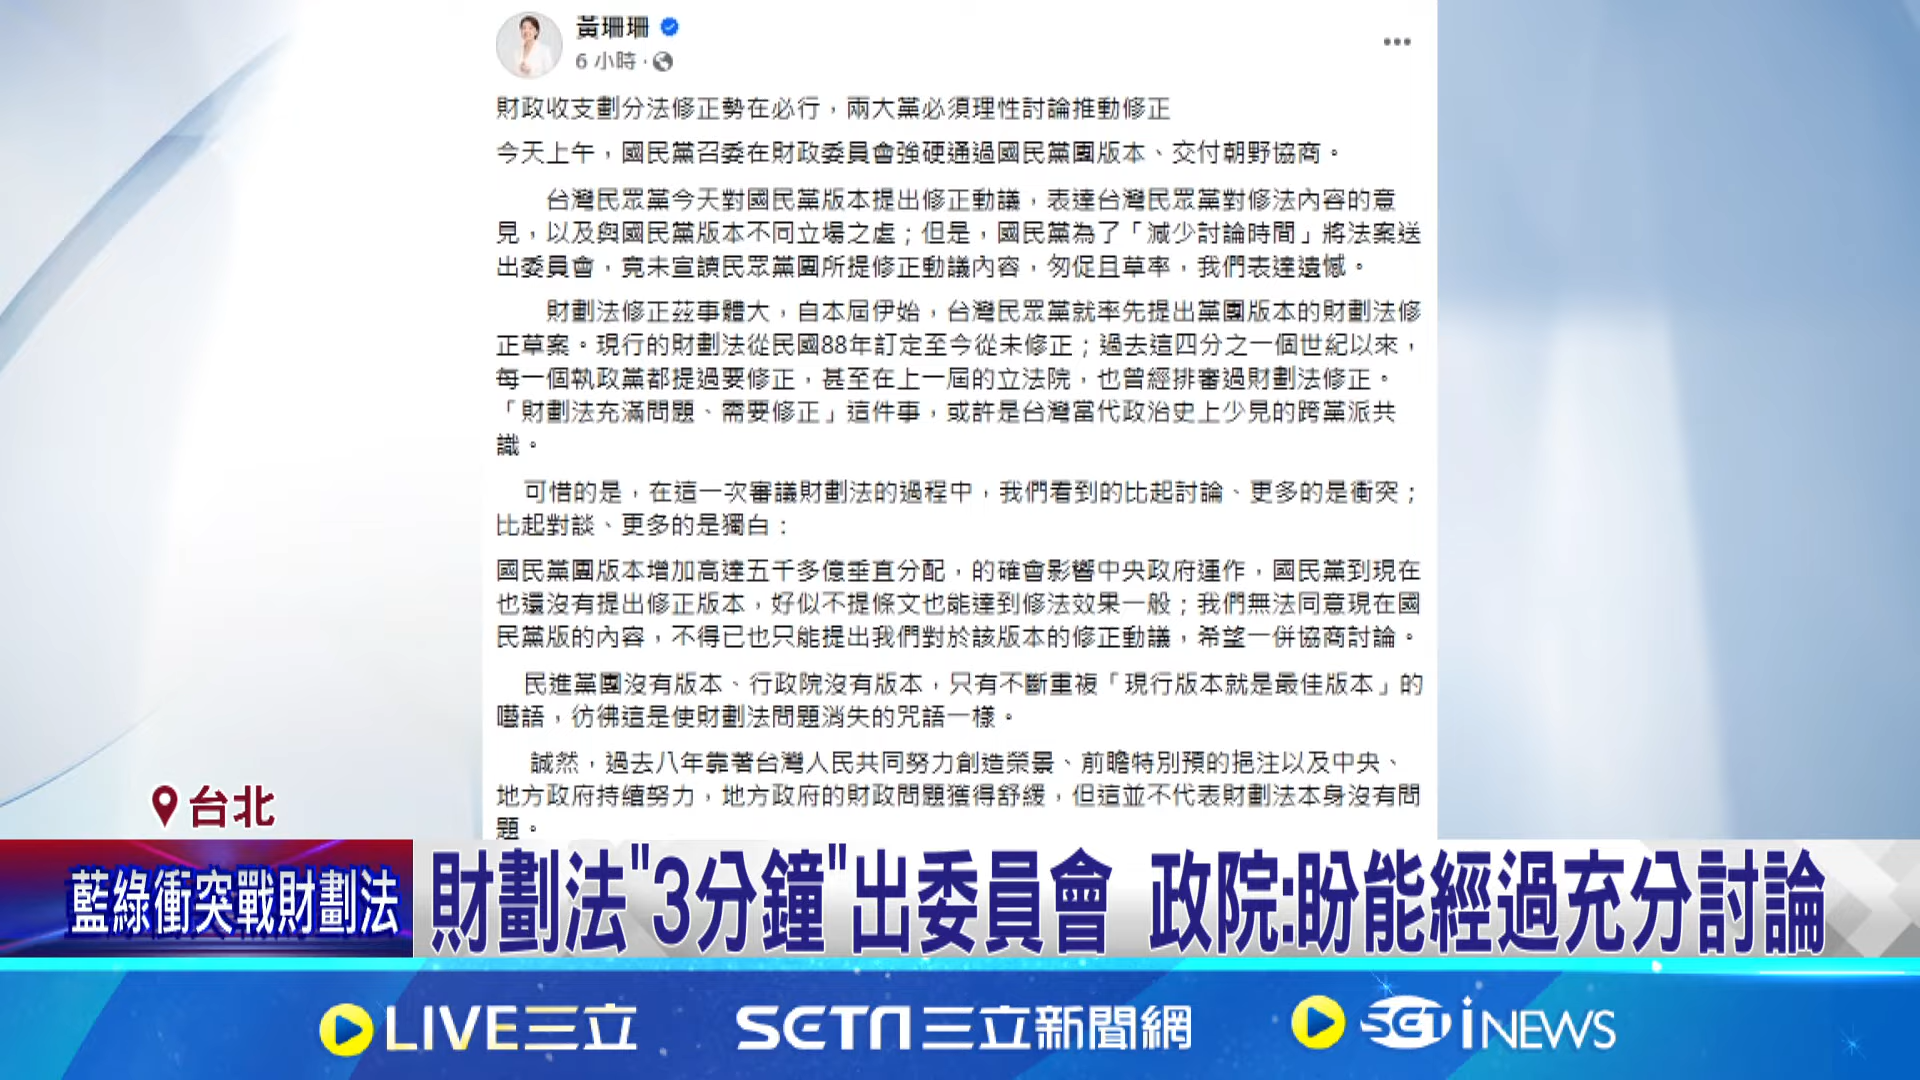 黃珊珊
6 小時 ·
財政收支劃分法修正勢在必行，兩大黨必須理性討論推動修正
今天上午，國民黨召委在財政委員會強硬通過國民黨團版本、交付朝野協商。
台灣民眾黨今天對國民黨版本提出修正動議，表達台灣民眾黨對修法內容的意
見，以及與國民黨版本不同立場之處；但是，國民黨為了「減少討論時間」將法案送
出委員會，竟未宣讀民眾黨團所提修正動議內容，匆促且草率，我們表達遺憾。
財劃法修正茲事體大，自本屆伊始，台灣民眾黨就率先提出黨團版本的財劃法修
正草案。現行的財劃法從民國88年訂定至今從未修正；過去這四分之一個世紀以來，
每一個執政黨都提過要修正，甚至在上一屆的立法院，也曾經排審過財劃法修正。
「財劃法充滿問題、需要修正」這件事，或許是台灣當代政治史上少見的跨黨派共
識。
可惜的是，在這一次審議財劃法的過程中，我們看到的比起討論、更多的是衝突；
比起對談、更多的是獨白：
國民黨團版本增加高達五千多億垂直分配，的確會影響中央政府運作，國民黨到現在
也還沒有提出修正版本，好似不提條文也能達到修法效果一般；我們無法同意現在國
民黨版的內容，不得已也只能提出我們對於該版本的修正動議，希望一併協商討論。
民進黨團沒有版本、行政院沒有版本，只有不斷重複「現行版本就是最佳版本」的
囈語，彷彿這是使財劃法問題消失的咒語一樣。
誠然，過去八年靠著台灣人民共同努力創造榮景、前瞻特別預的挹注以及中央、
地方政府持續努力，地方政府的財政問題獲得舒緩，但這並不代表財劃法本身沒有問
題。
台北
藍綠衝突戰財劃法
財劃法"3分鐘"出委員會 政院:盼能經過充分討論
LIVE三立
SETN三立新聞網
SET iNEWS